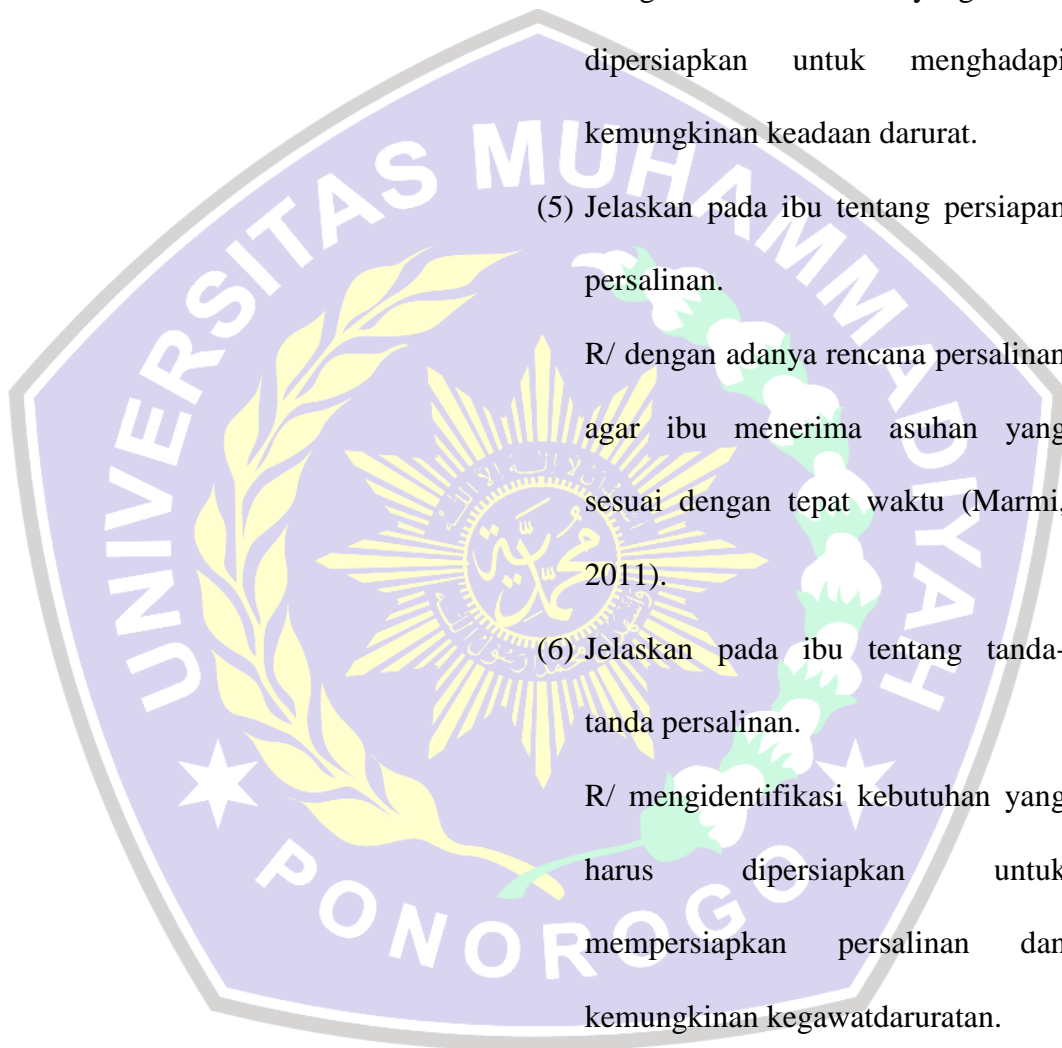 dipersiapkan untuk menghadapi
kemungkinan keadaan darurat.
(5) Jelaskan pada ibu tentang persiapan
persalinan.
R/ dengan adanya rencana persalinan
agar ibu menerima asuhan yang
sesuai dengan tepat waktu (Marmi,
2011).
(6) Jelaskan pada ibu tentang tanda-
tanda persalinan.
R/ mengidentifikasi kebutuhan yang
harus dipersiapkan untuk
mempersiapkan persalinan dan
kemungkinan kegawatdaruratan.
UNIVERSITAS MUHAMMADIYAH
PONOROGO
محمدية